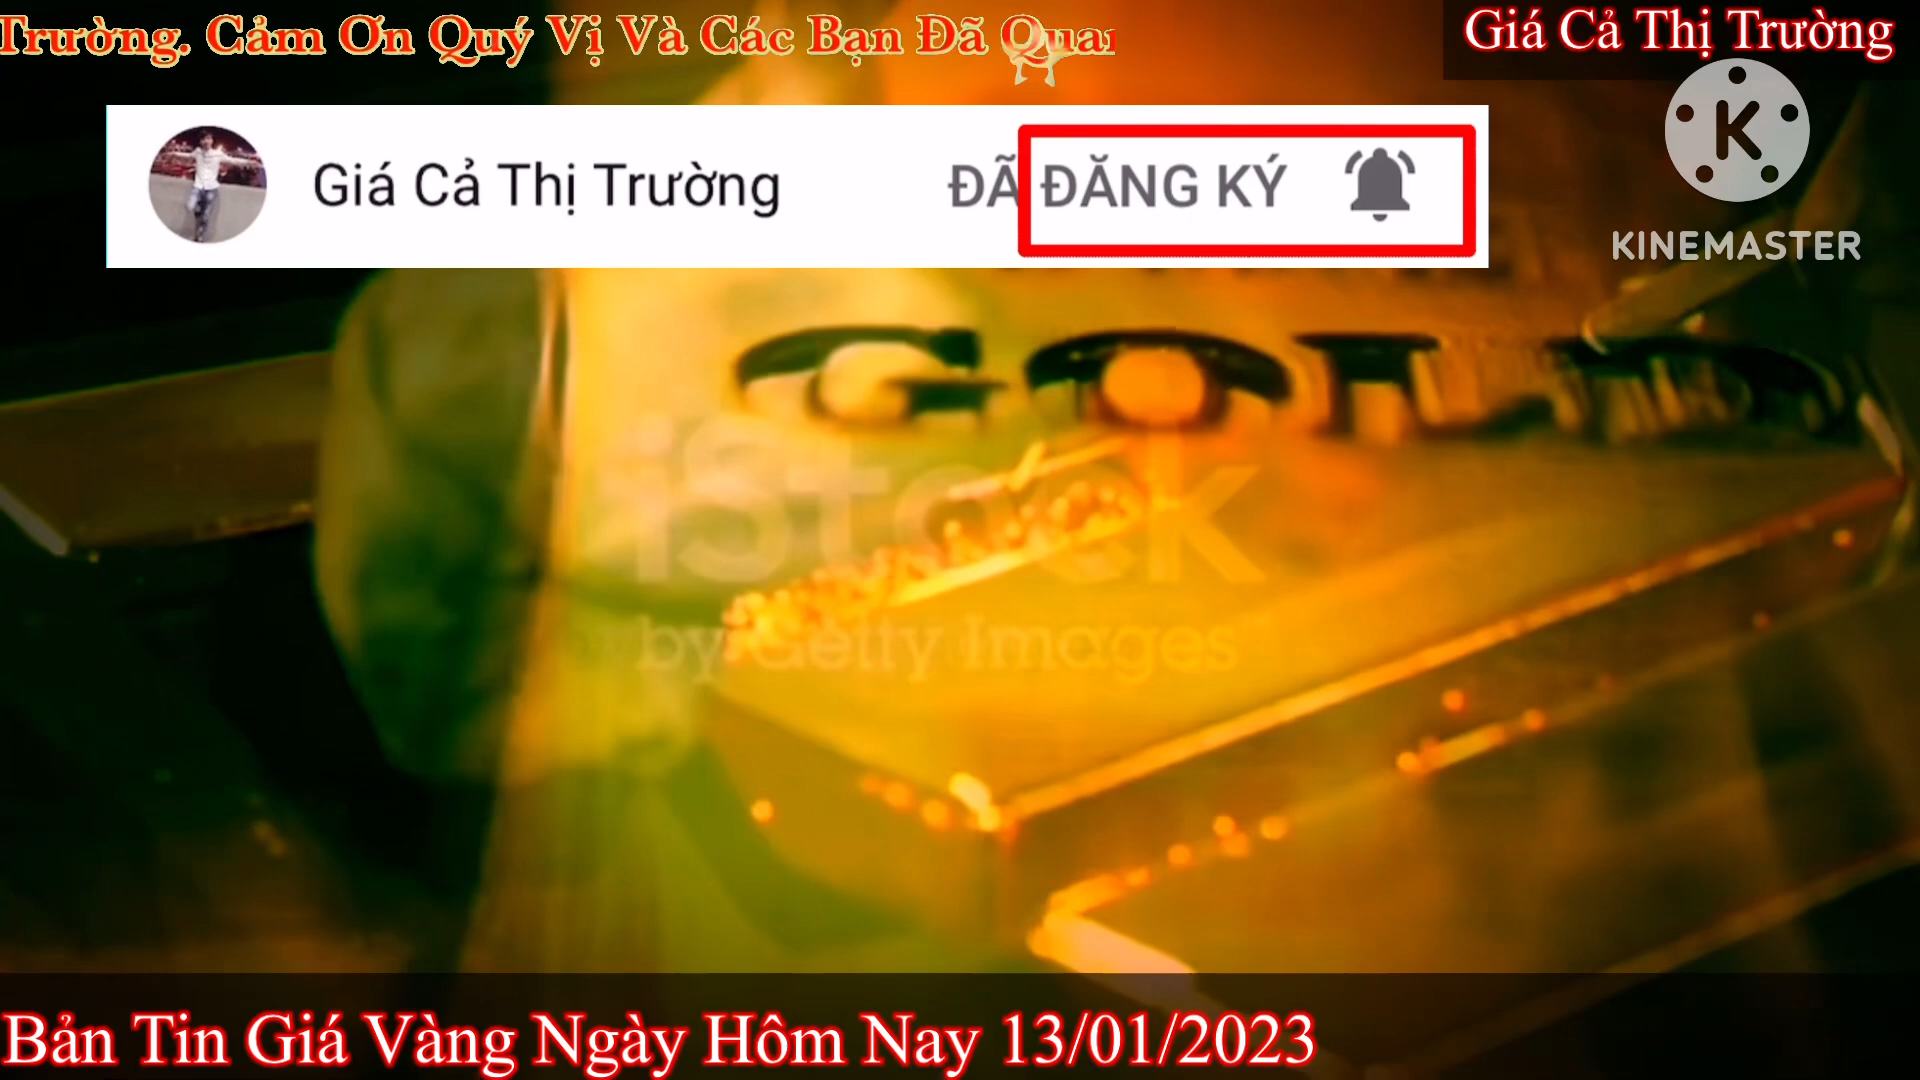 Trường. Cảm Ơn Quý Vị Và Các Bạn Đã
Giá Cả Thị Trường
Giá Cả Thị Trường
ĐÃ ĐĂNG KÝ
K
KINEMASTER
GOLD
iStock
by Getty Images
Bản Tin Giá Vàng Ngày Hôm Nay 13/01/2023